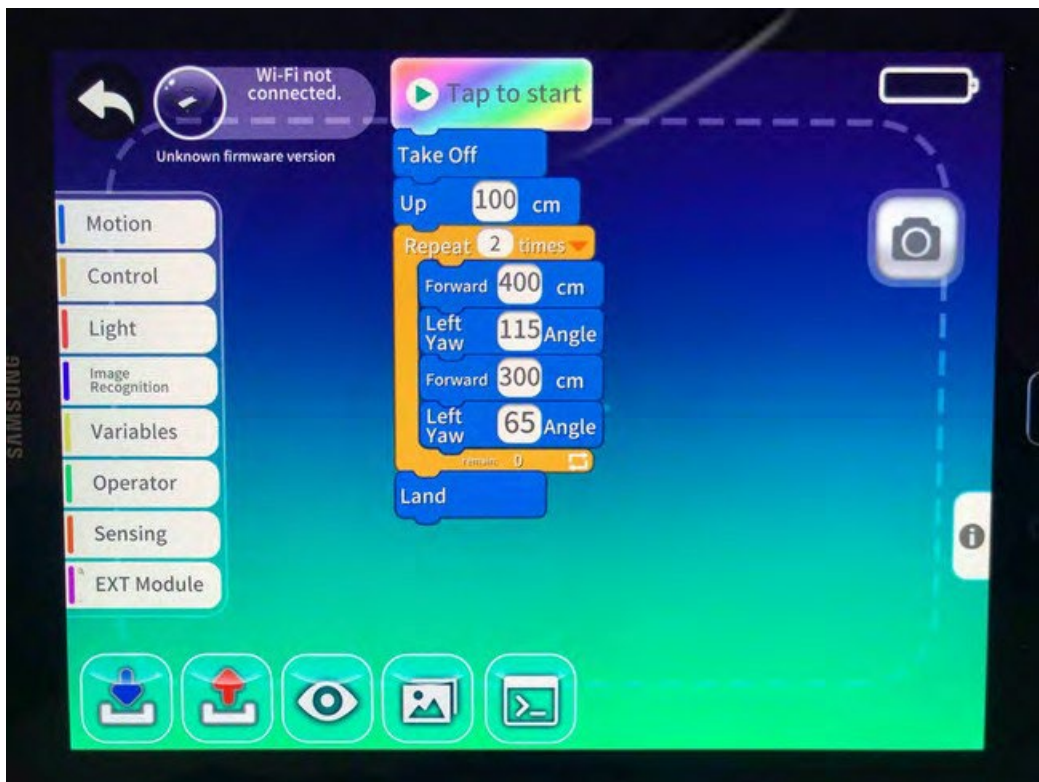 Wi-Fi not
connected.
Unknown firmware version
Tap to start
Take Off
Up 100 cm
Repeat 2 times
Forward 400 cm
Left
Yaw 115 Angle
Forward 300 cm
Left
Yaw 65 Angle
remain: 0
Land
Motion
Control
Light
Image
Recognition
Variables
Operator
Sensing
EXT Module
SAMSUNG
i
>_